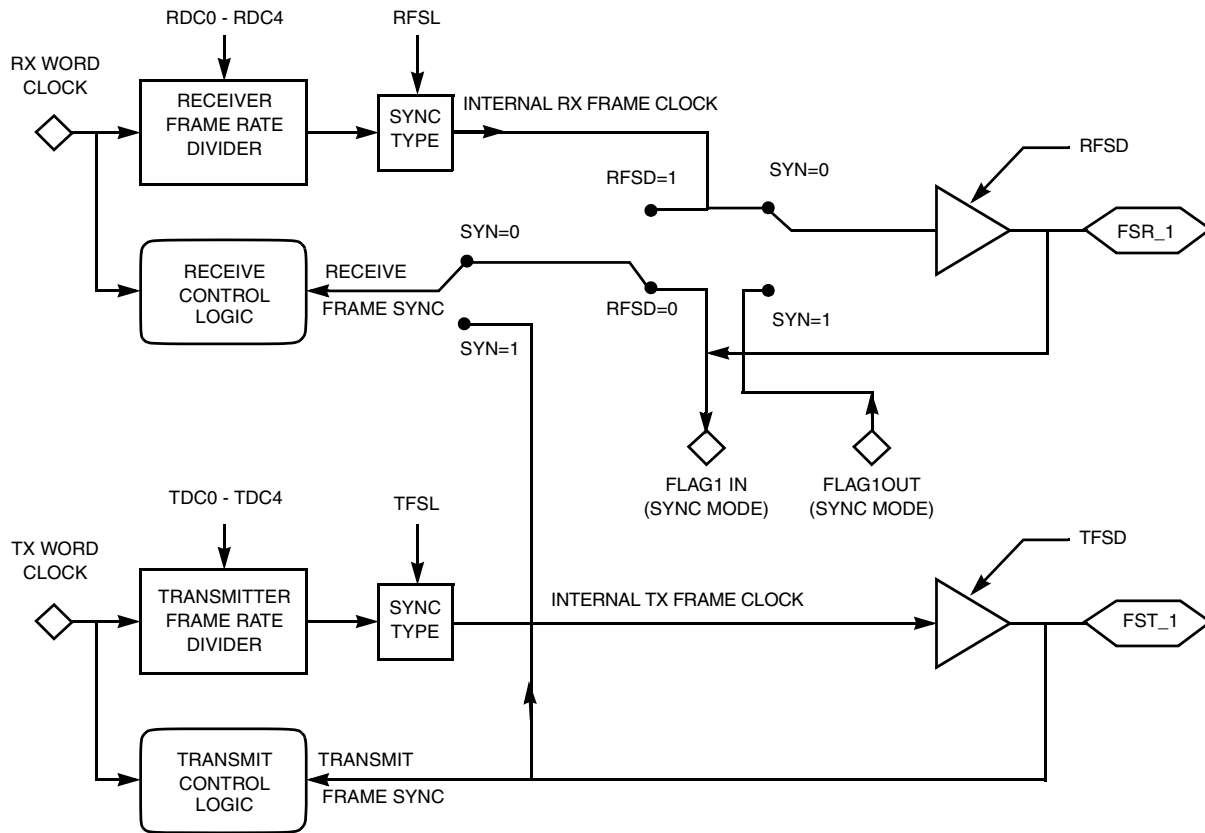 RDC0 - RDC4
RFSL
RX WORD
CLOCK
RECEIVER
FRAME RATE
DIVIDER
SYNC
TYPE
INTERNAL RX FRAME CLOCK
RFSD
RFSD=1
SYN=0
FSR_1
SYN=0
RECEIVE
CONTROL
LOGIC
RECEIVE
FRAME SYNC
RFSD=0
SYN=1
SYN=1
FLAG1 IN
(SYNC MODE)
FLAG1OUT
(SYNC MODE)
TDC0 - TDC4
TFSL
TX WORD
CLOCK
TFSD
TRANSMITTER
FRAME RATE
DIVIDER
SYNC
TYPE
INTERNAL TX FRAME CLOCK
FST_1
TRANSMIT
CONTROL
LOGIC
TRANSMIT
FRAME SYNC